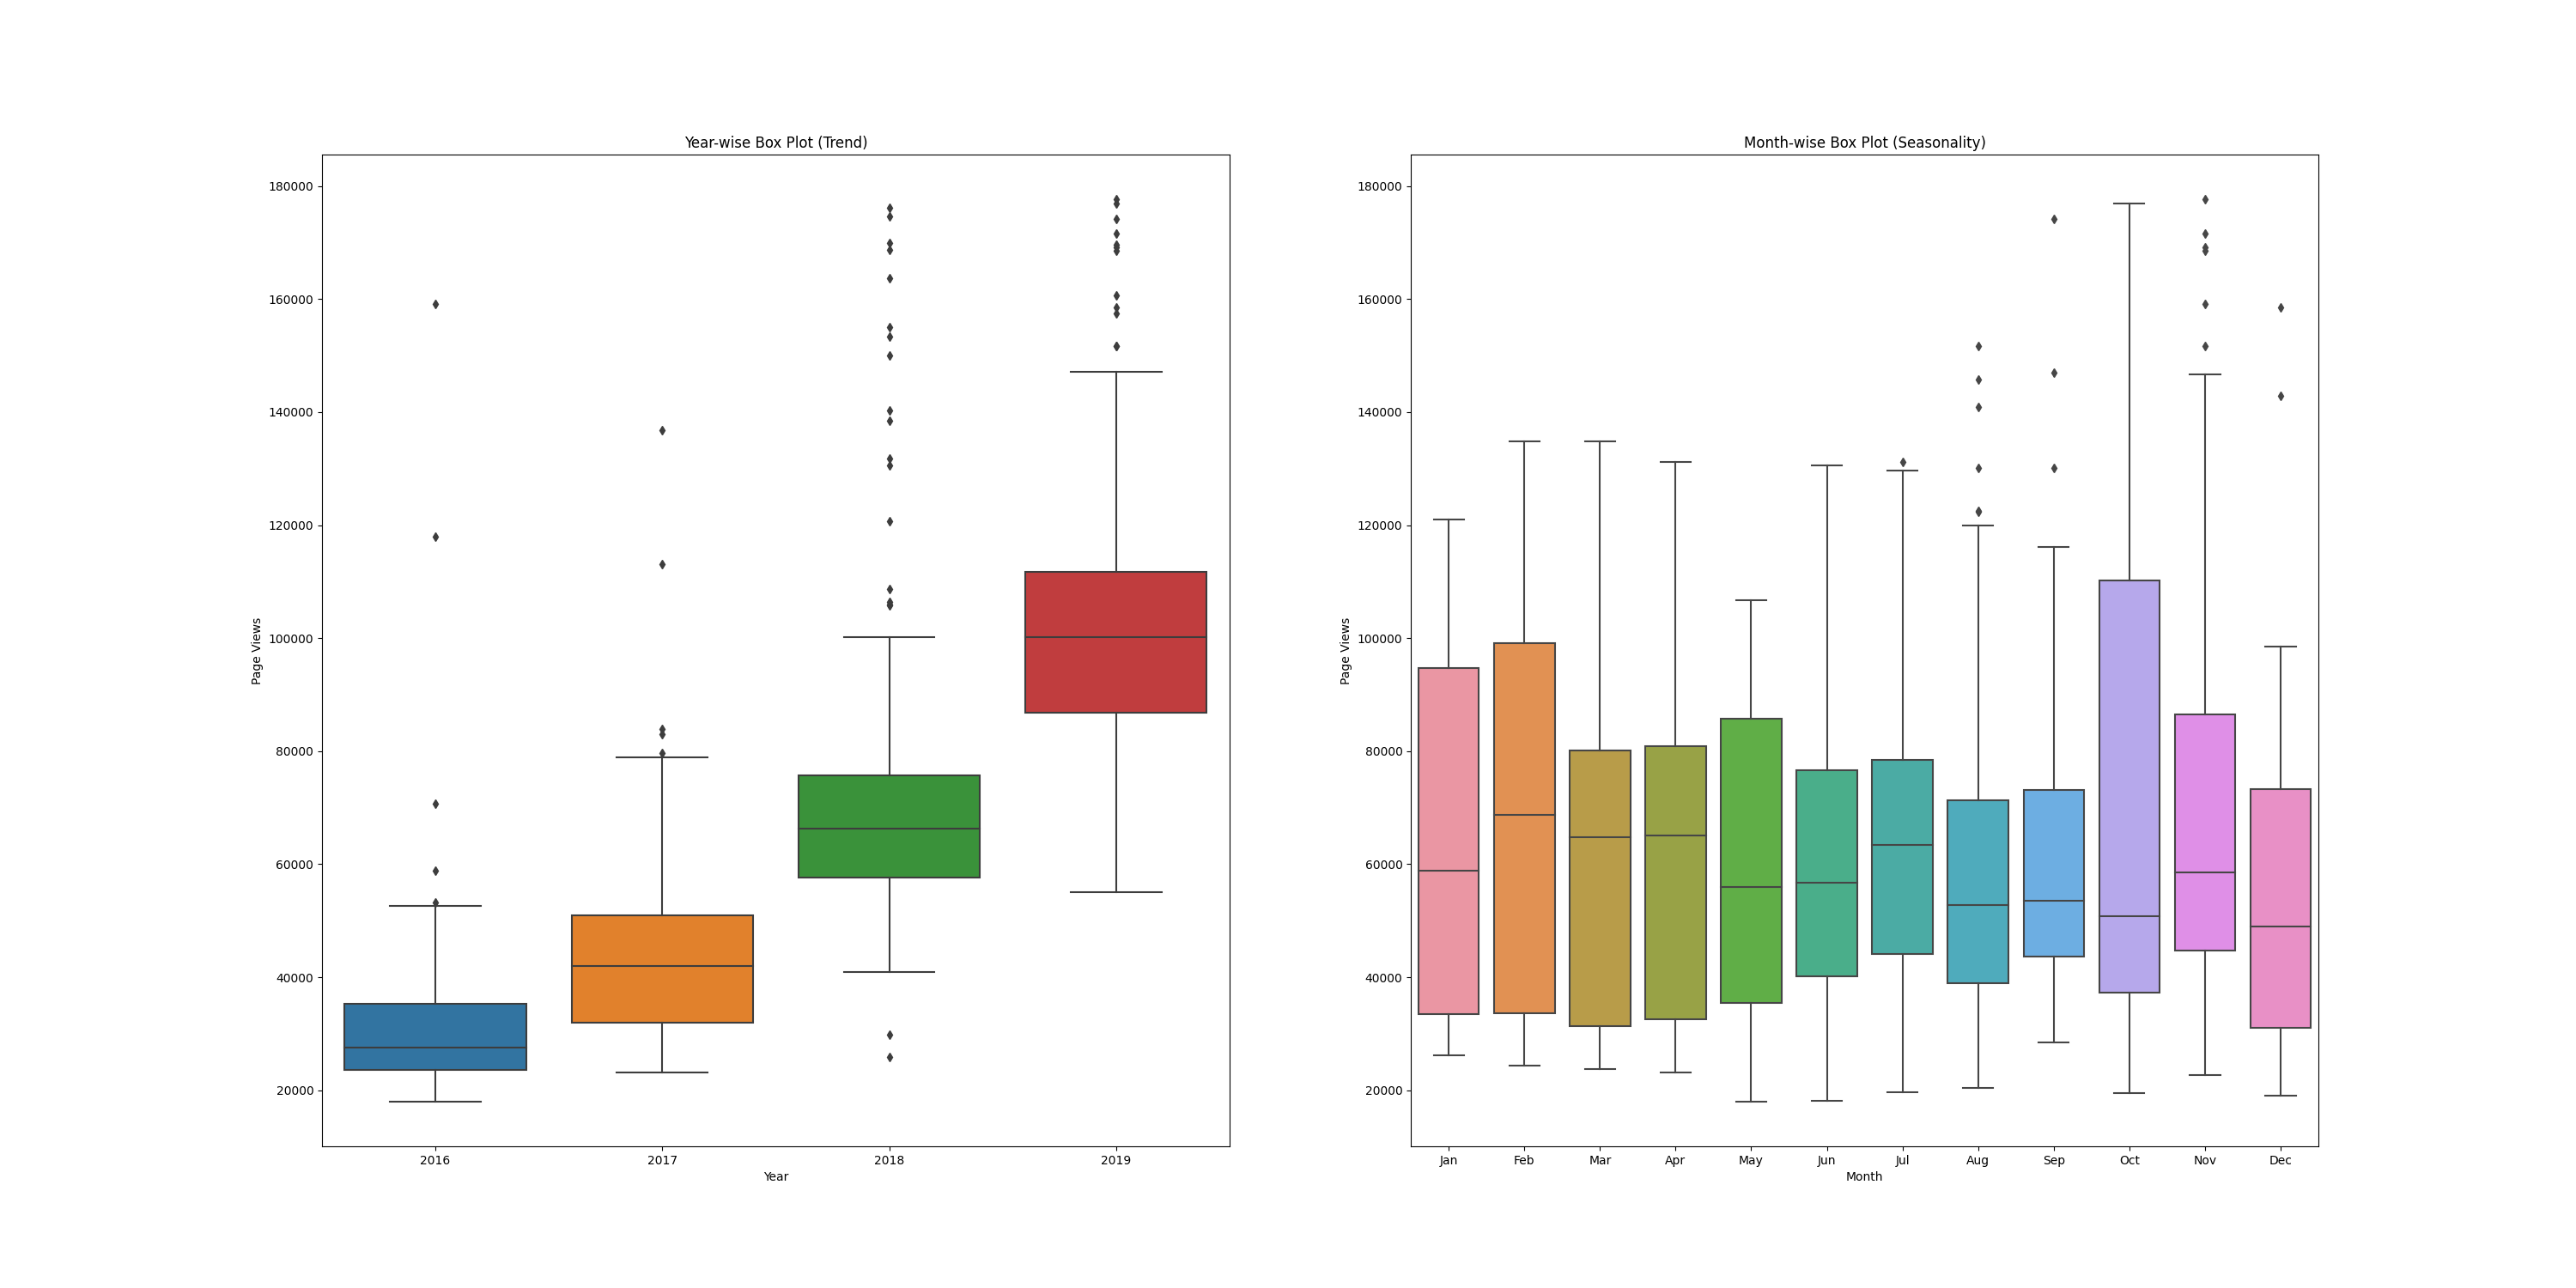 Year-wise Box Plot (Trend)
Page Views
180000
160000
140000
120000
100000
80000
60000
40000
20000
2016 2017 2018 2019
Year
Month-wise Box Plot (Seasonality)
Page Views
180000
160000
140000
120000
100000
80000
60000
40000
20000
Jan Feb Mar Apr May Jun Jul Aug Sep Oct Nov Dec
Month